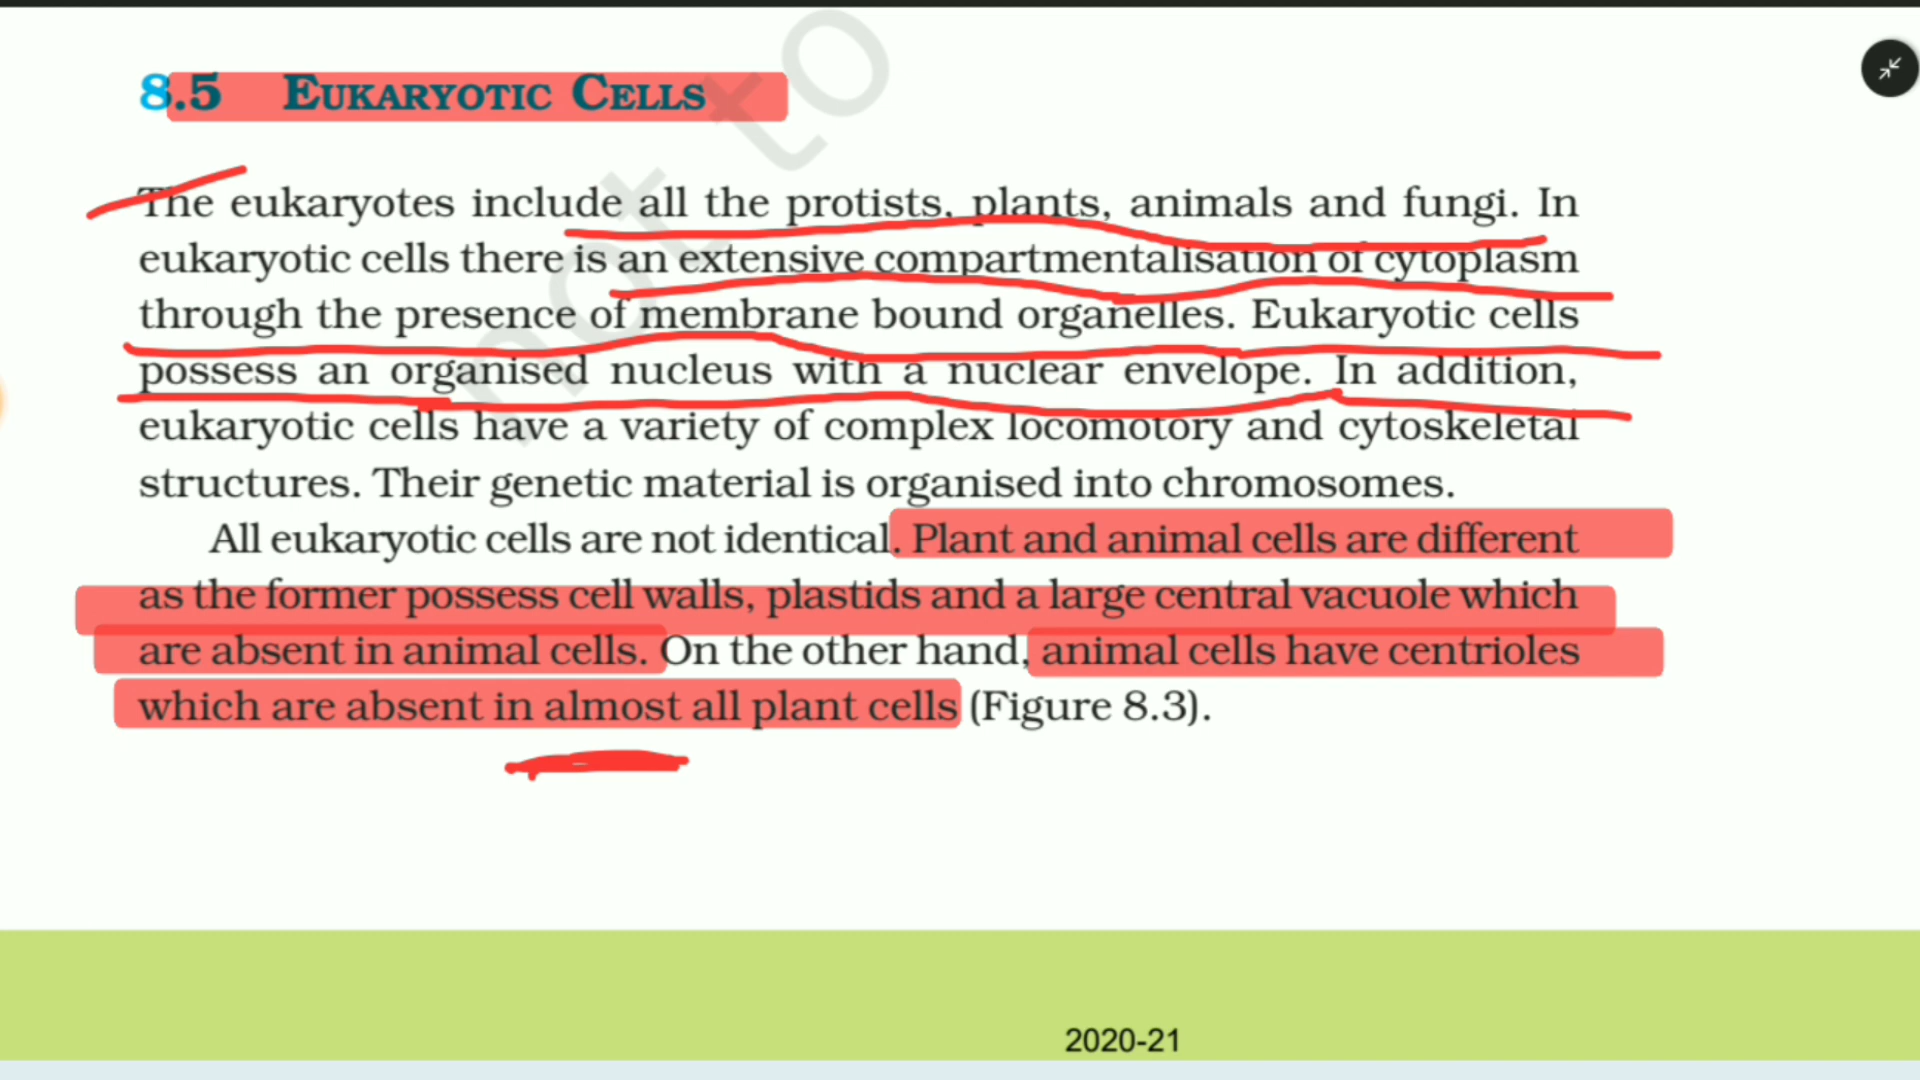 8.5 EUKARYOTIC CELLS
The eukaryotes include all the protists, plants, animals and fungi. In
eukaryotic cells there is an extensive compartmentalisation of cytoplasm
through the presence of membrane bound organelles. Eukaryotic cells
possess an organised nucleus with a nuclear envelope. In addition,
eukaryotic cells have a variety of complex locomotory and cytoskeletal
structures. Their genetic material is organised into chromosomes.
All eukaryotic cells are not identical. Plant and animal cells are different
as the former possess cell walls, plastids and a large central vacuole which
are absent in animal cells. On the other hand, animal cells have centrioles
which are absent in almost all plant cells (Figure 8.3).
not to
2020-21